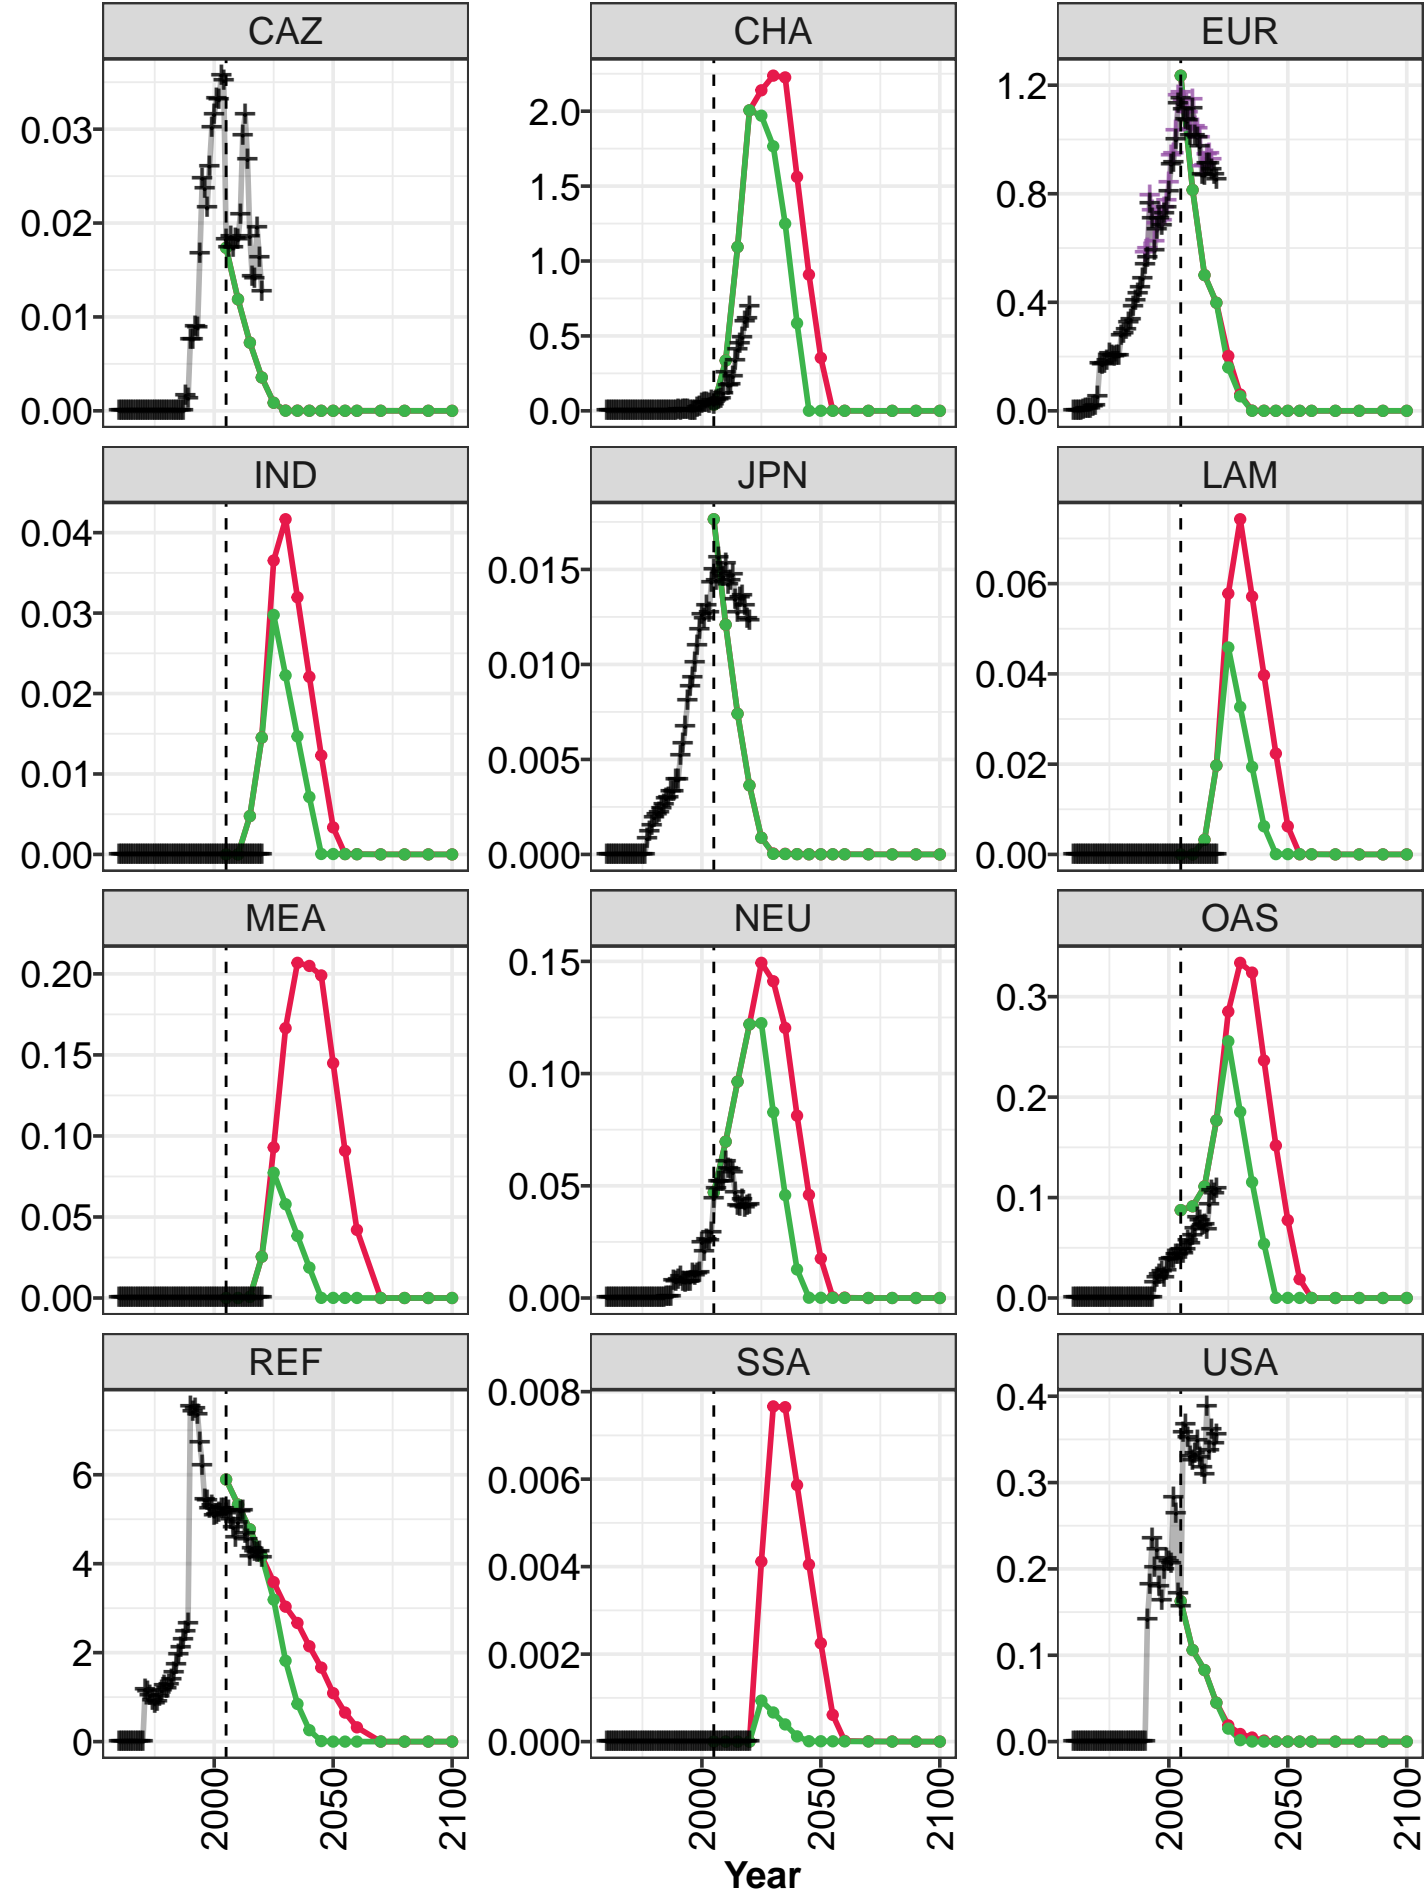 CAZ CHA EUR
0.03 2.0 1.2
0.02 1.5 0.8
0.01 1.0 0.4
0.00 0.5 0.0
0.0
IND JPN LAM
0.04 0.015 0.06
0.03 0.010 0.04
0.02 0.005 0.02
0.01 0.000 0.00
0.00
MEA NEU OAS
0.20 0.15 0.3
0.15 0.10 0.2
0.10 0.05 0.1
0.05 0.00 0.0
0.00
REF SSA USA
6 0.008 0.4
4 0.006 0.3
2 0.004 0.2
0 0.002 0.1
0.000 0.0
2000 2050 2100 2000 2050 2100 2000 2050 2100
Year